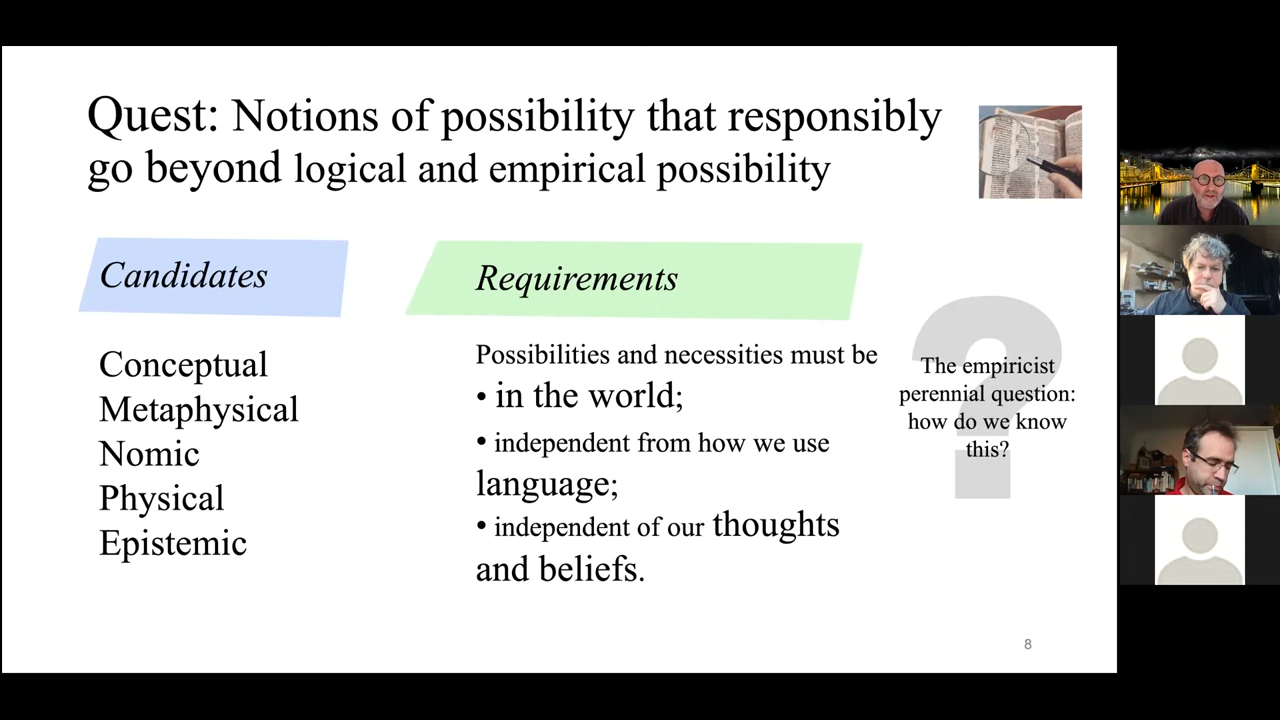 Quest: Notions of possibility that responsibly
go beyond logical and empirical possibility
Candidates
Conceptual
Metaphysical
Nomic
Physical
Epistemic
Requirements
Possibilities and necessities must be
• in the world;
• independent from how we use
language;
• independent of our thoughts
and beliefs.
?
The empiricist
perennial question:
how do we know
this?
8